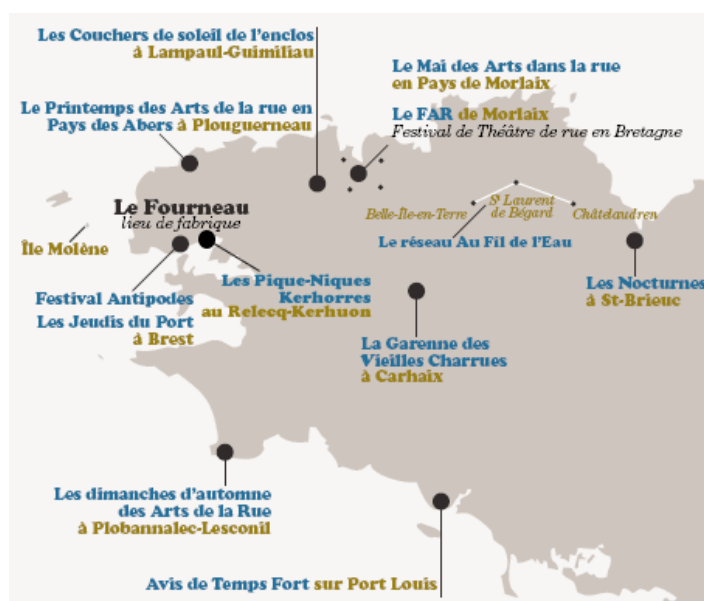 Les Couchers de soleil de l'enclos
à Lampaul-Guimiliau
Le Mai des Arts dans la rue
en Pays de Morlaix
Le Printemps des Arts de la rue en
Pays des Abers à Plouguerneau
Le FAR de Morlaix
Festival de Théâtre de rue en Bretagne
Le Fourneau
lieu de fabrique
Belle-Île-en-Terre
St Laurent
de Bégard
Châtelaudren
Le réseau Au Fil de l'Eau
Île Molène
Festival Antipodes
Les Jeudis du Port
à Brest
Les Pique-Niques
Kerhorres
au Relecq-Kerhuon
Les Nocturnes
à St-Brieuc
La Garenne des
Vieilles Charrues
à Carhaix
Les dimanches d'automne
des Arts de la Rue
à Plobannalec-Lesconil
Avis de Temps Fort sur Port Louis